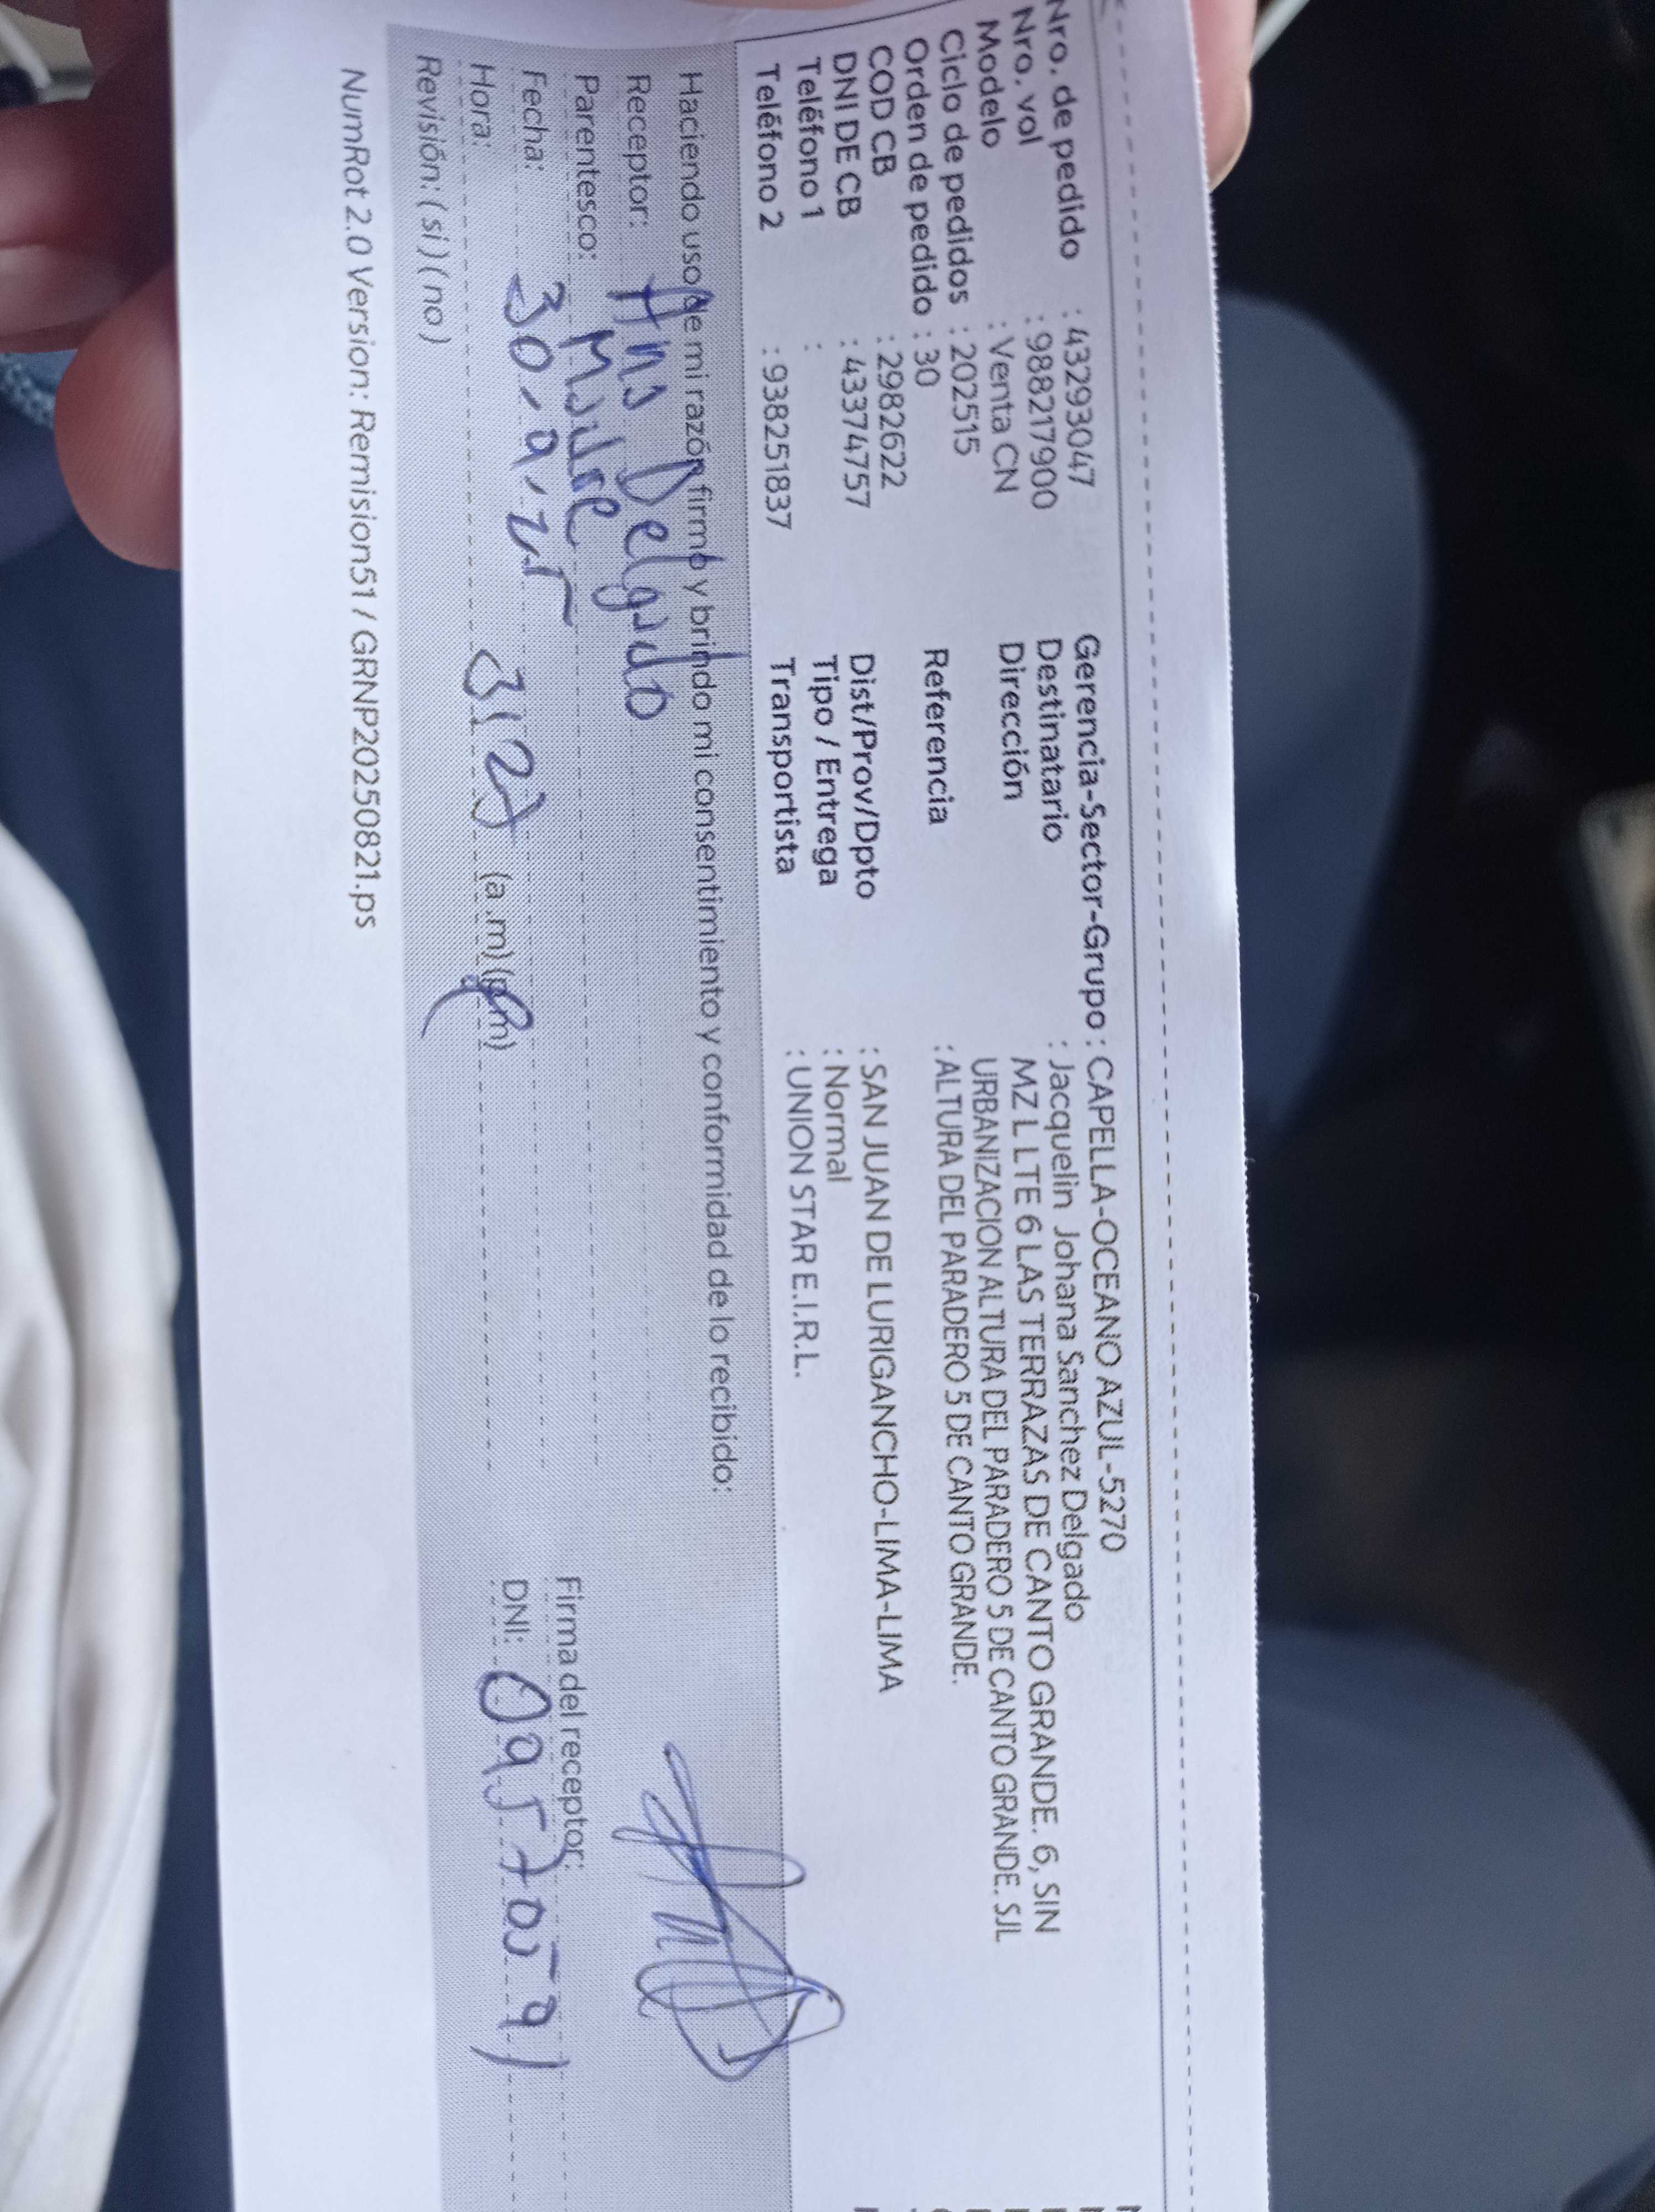 Nro. de pedido : 43293047
Nro. vol : 988217900
Modelo : Venta CN
Ciclo de pedidos : 202515
Orden de pedido : 30
COD CB : 2982622
DNI DE CB : 43374757
Teléfono 1 :
Teléfono 2 : 938251837
Gerencia-Sector-Grupo : CAPELLA-OCEANO AZUL-5270
Destinatario : Jacquelin Johana Sanchez Delgado
Dirección MZ L LTE 6 LAS TERRAZAS DE CANTO GRANDE. 6, SIN
URBANIZACION ALTURA DEL PARADERO 5 DE CANTO GRANDE. SJL
Referencia : ALTURA DEL PARADERO 5 DE CANTO GRANDE.
Dist/Prov/Dpto : SAN JUAN DE LURIGANCHO-LIMA-LIMA
Tipo / Entrega : Normal
Transportista : UNION STAR E.I.R.L.
Haciendo uso de mi razón firmo y brindo mi consentimiento y conformidad de lo recibido:
Receptor: Ana Delgado
Parentesco: Madre
Fecha: 30, 9, 25
Hora: (a.m) (p.m)
Revisión: ( si ) ( no )
Firma del receptor:
DNI:
NumRot 2.0 Version: Remision51 / GRNP20250821.ps